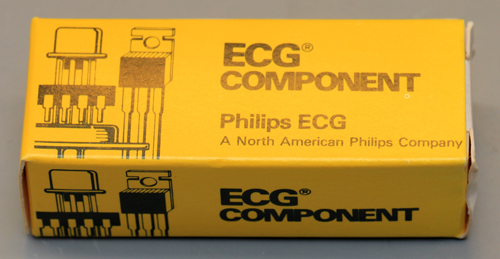 ECG®
COMPONENT
Philips ECG
A North American Philips Company
ECG®
COMPONENT